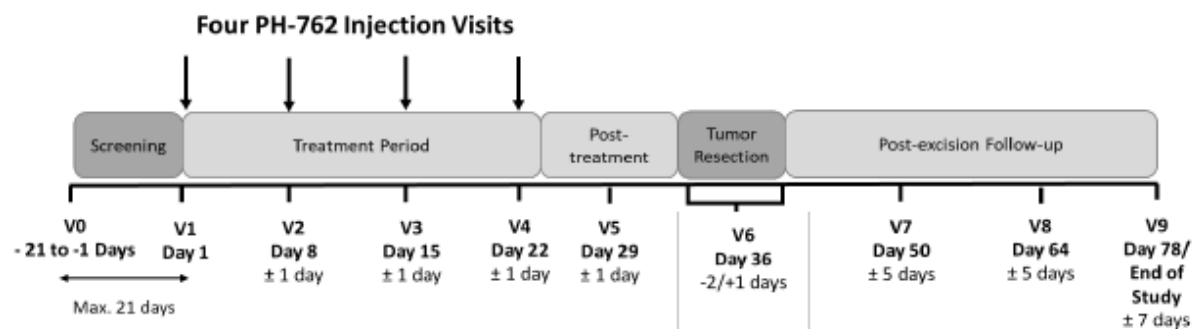 Four PH-762 Injection Visits
Screening
Treatment Period
Post-
treatment
Tumor
Resection
Post-excision Follow-up
V0
- 21 to -1 Days
Max. 21 days
V1
Day 1
V2
Day 8
± 1 day
V3
Day 15
± 1 day
V4
Day 22
± 1 day
V5
Day 29
± 1 day
V6
Day 36
-2/+1 days
V7
Day 50
± 5 days
V8
Day 64
± 5 days
V9
Day 78/
End of
Study
± 7 days